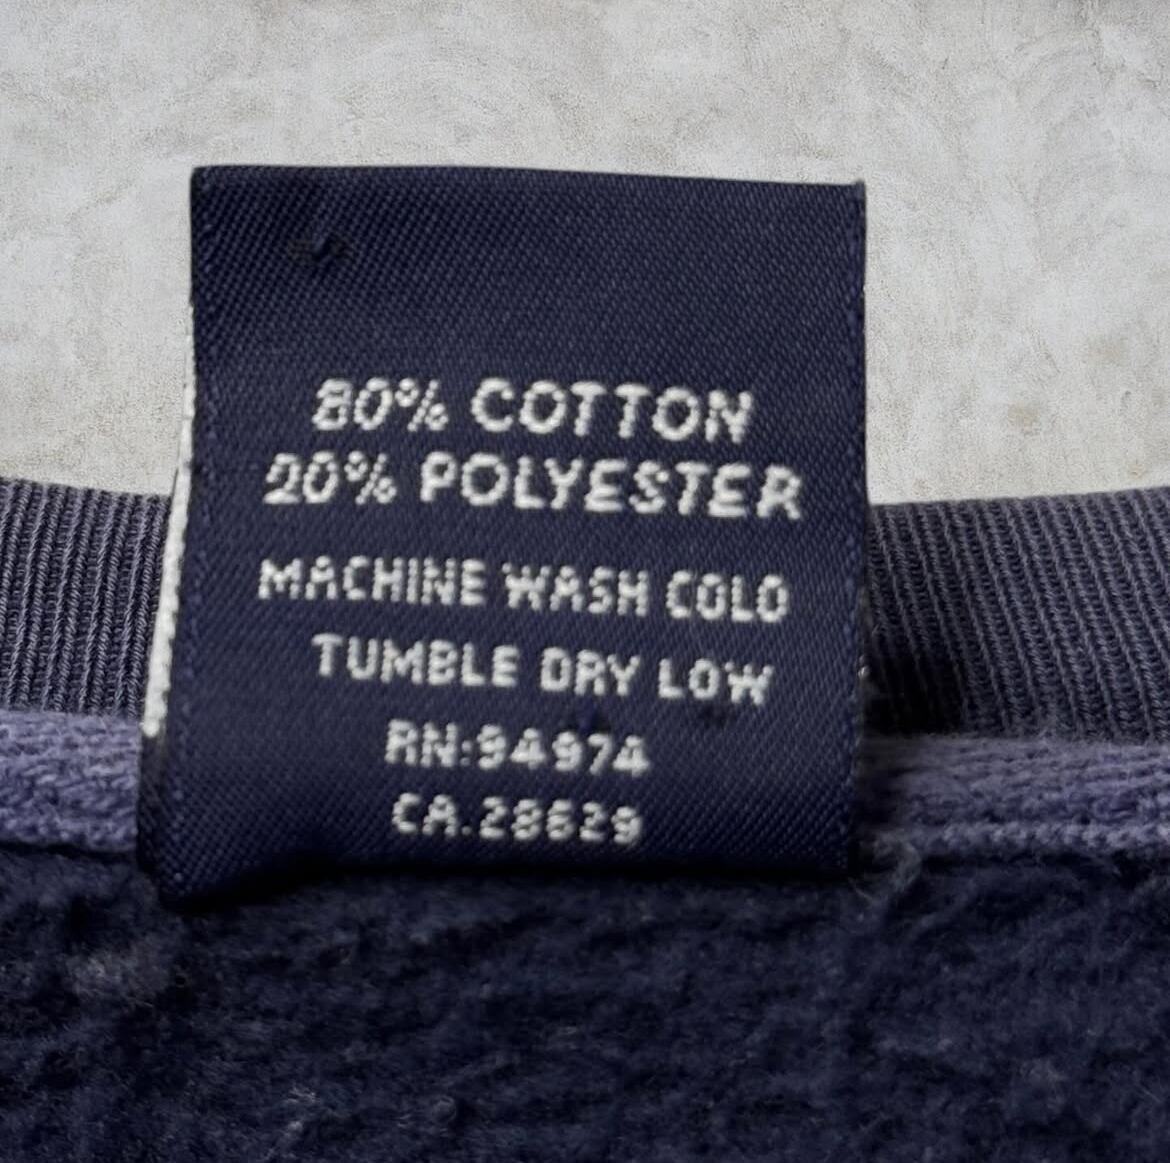 80% COTTON
20% POLYESTER
MACHINE WASH COLD
TUMBLE DRY LOW
RN:94974
CA.28629